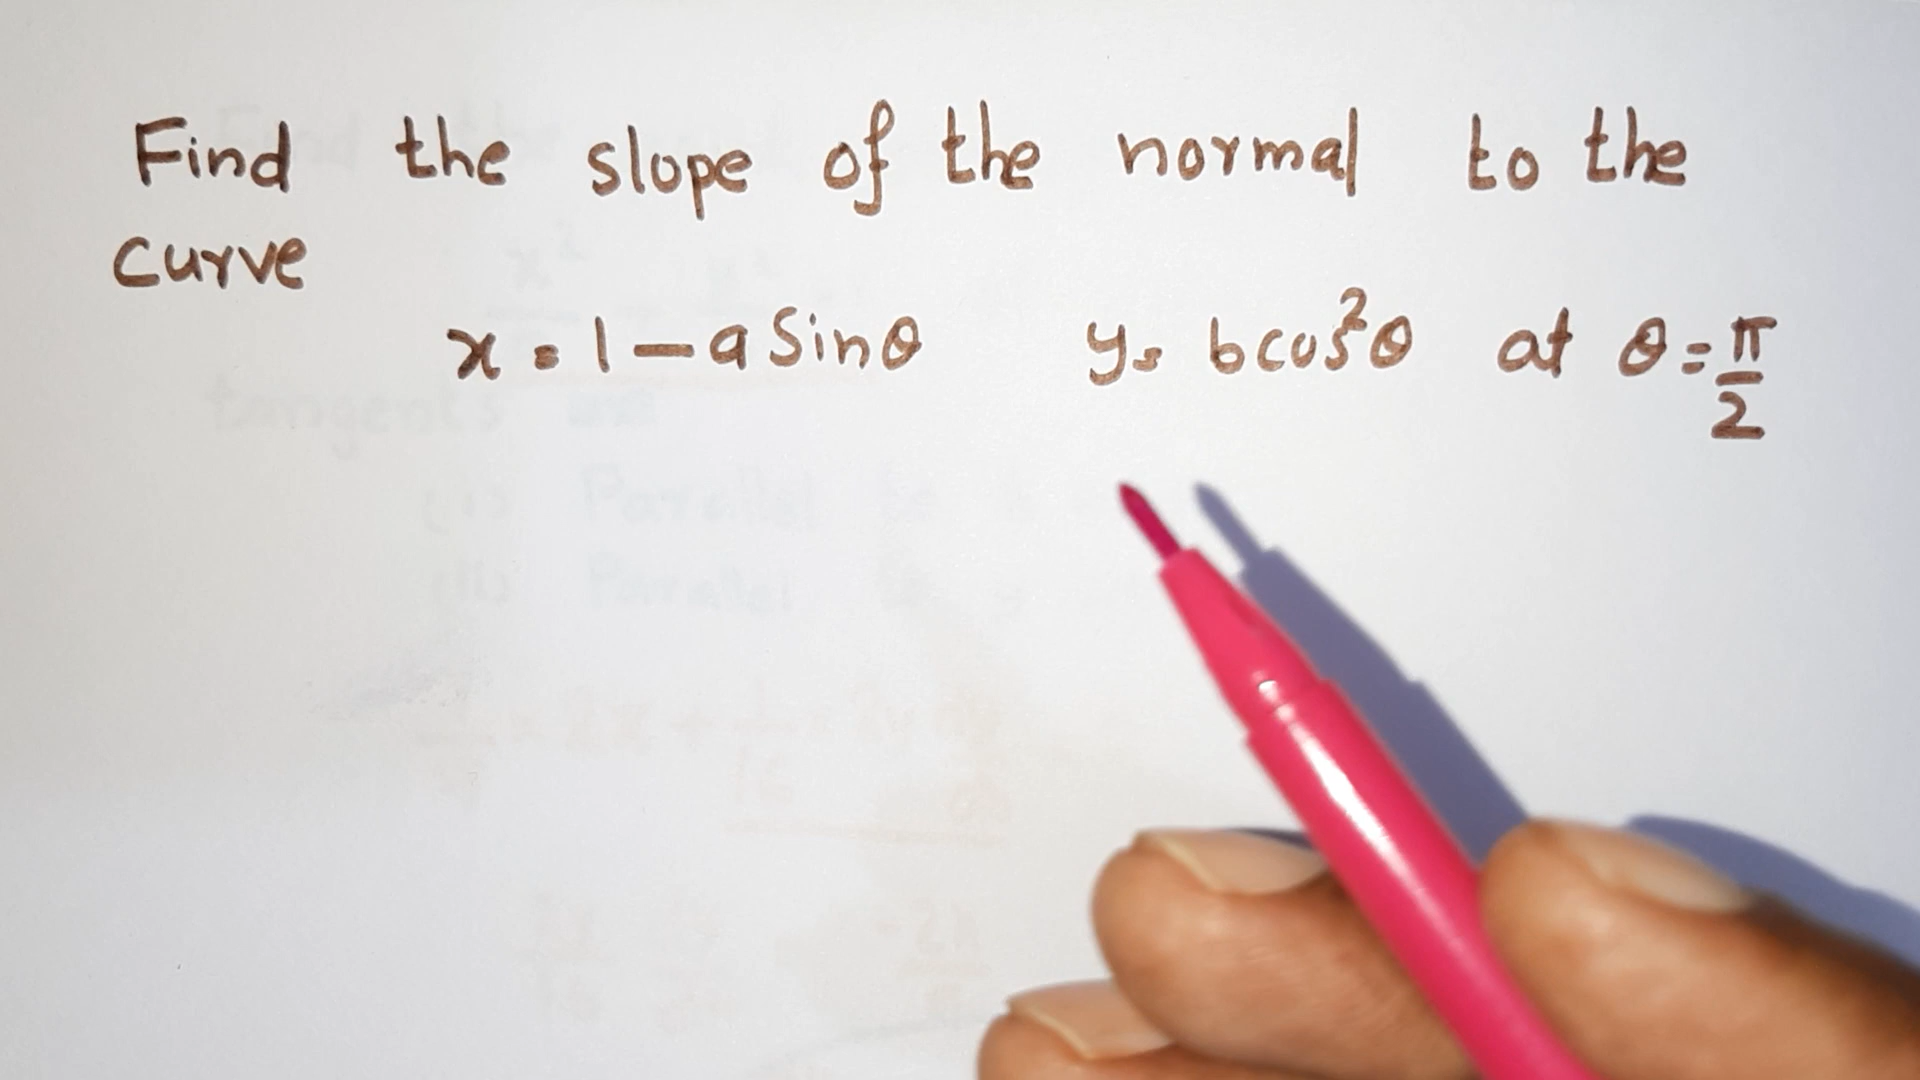 Find the slope of the normal to the
curve
x = 1 - a Sinθ y = b cos²θ at θ = π/2